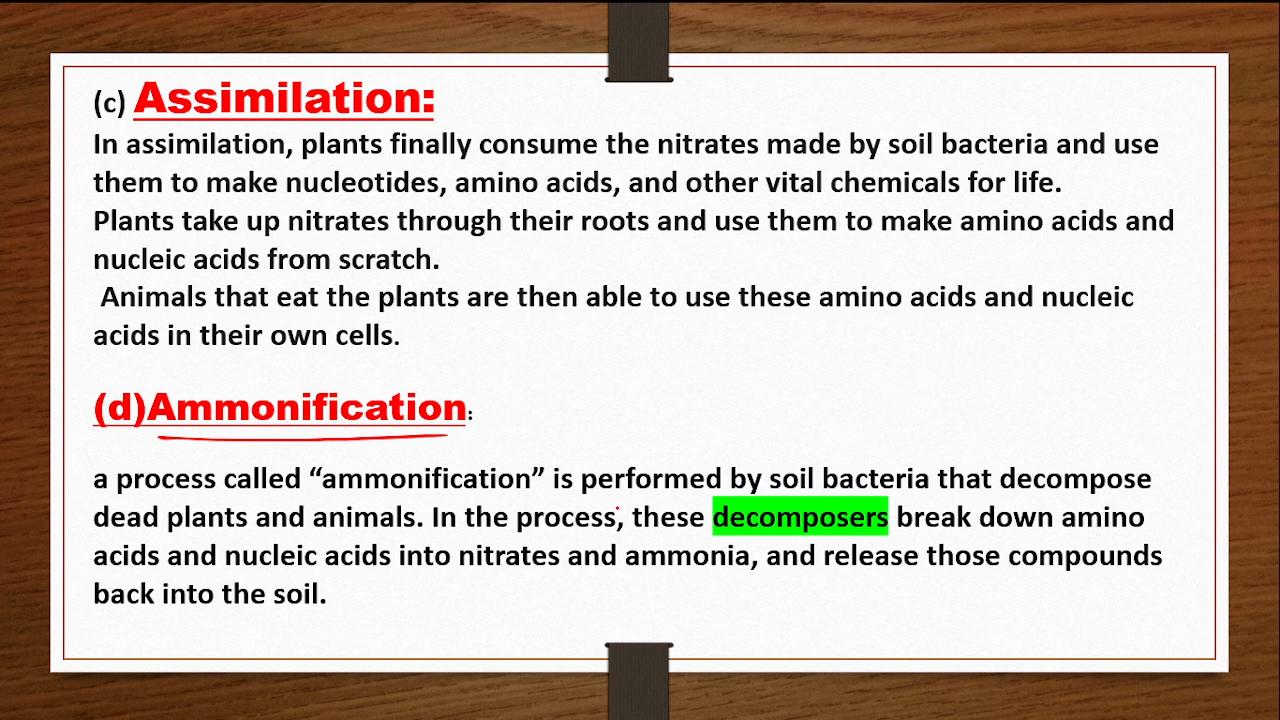 (c) Assimilation:
In assimilation, plants finally consume the nitrates made by soil bacteria and use
them to make nucleotides, amino acids, and other vital chemicals for life.
Plants take up nitrates through their roots and use them to make amino acids and
nucleic acids from scratch.
Animals that eat the plants are then able to use these amino acids and nucleic
acids in their own cells.
(d)Ammonification:
a process called “ammonification” is performed by soil bacteria that decompose
dead plants and animals. In the process, these decomposers break down amino
acids and nucleic acids into nitrates and ammonia, and release those compounds
back into the soil.